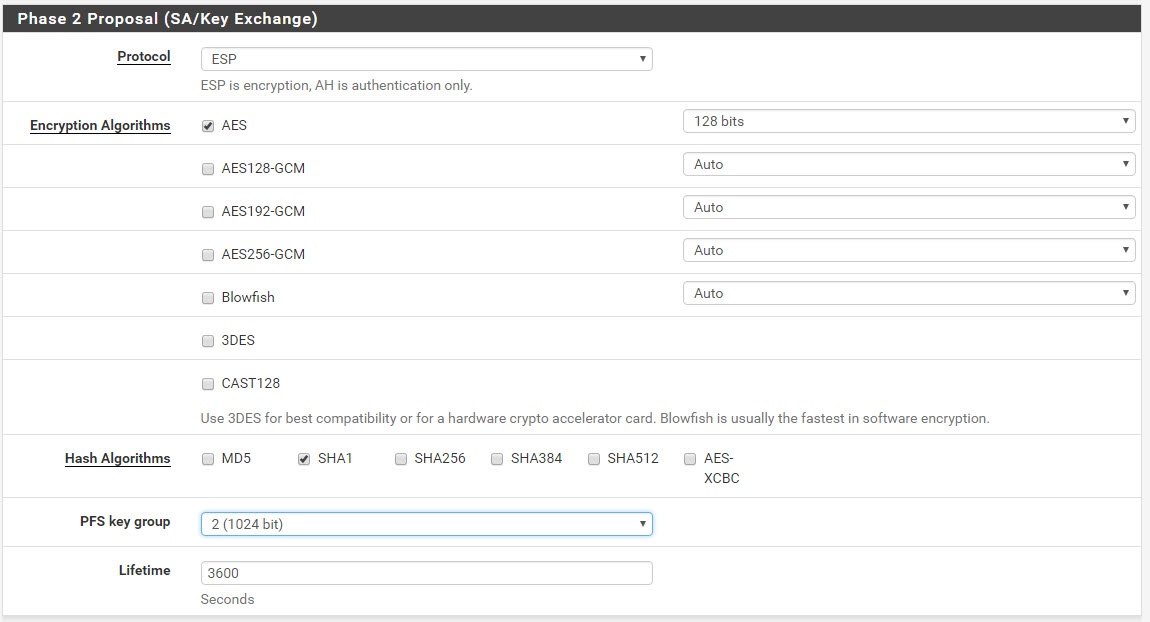 Phase 2 Proposal (SA/Key Exchange)
Protocol ESP
ESP is encryption, AH is authentication only.
Encryption Algorithms AES 128 bits
AES128-GCM Auto
AES192-GCM Auto
AES256-GCM Auto
Blowfish Auto
3DES
CAST128
Use 3DES for best compatibility or for a hardware crypto accelerator card. Blowfish is usually the fastest in software encryption.
Hash Algorithms MD5 SHA1 SHA256 SHA384 SHA512 AES-
XCBC
PFS key group 2 (1024 bit)
Lifetime 3600
Seconds